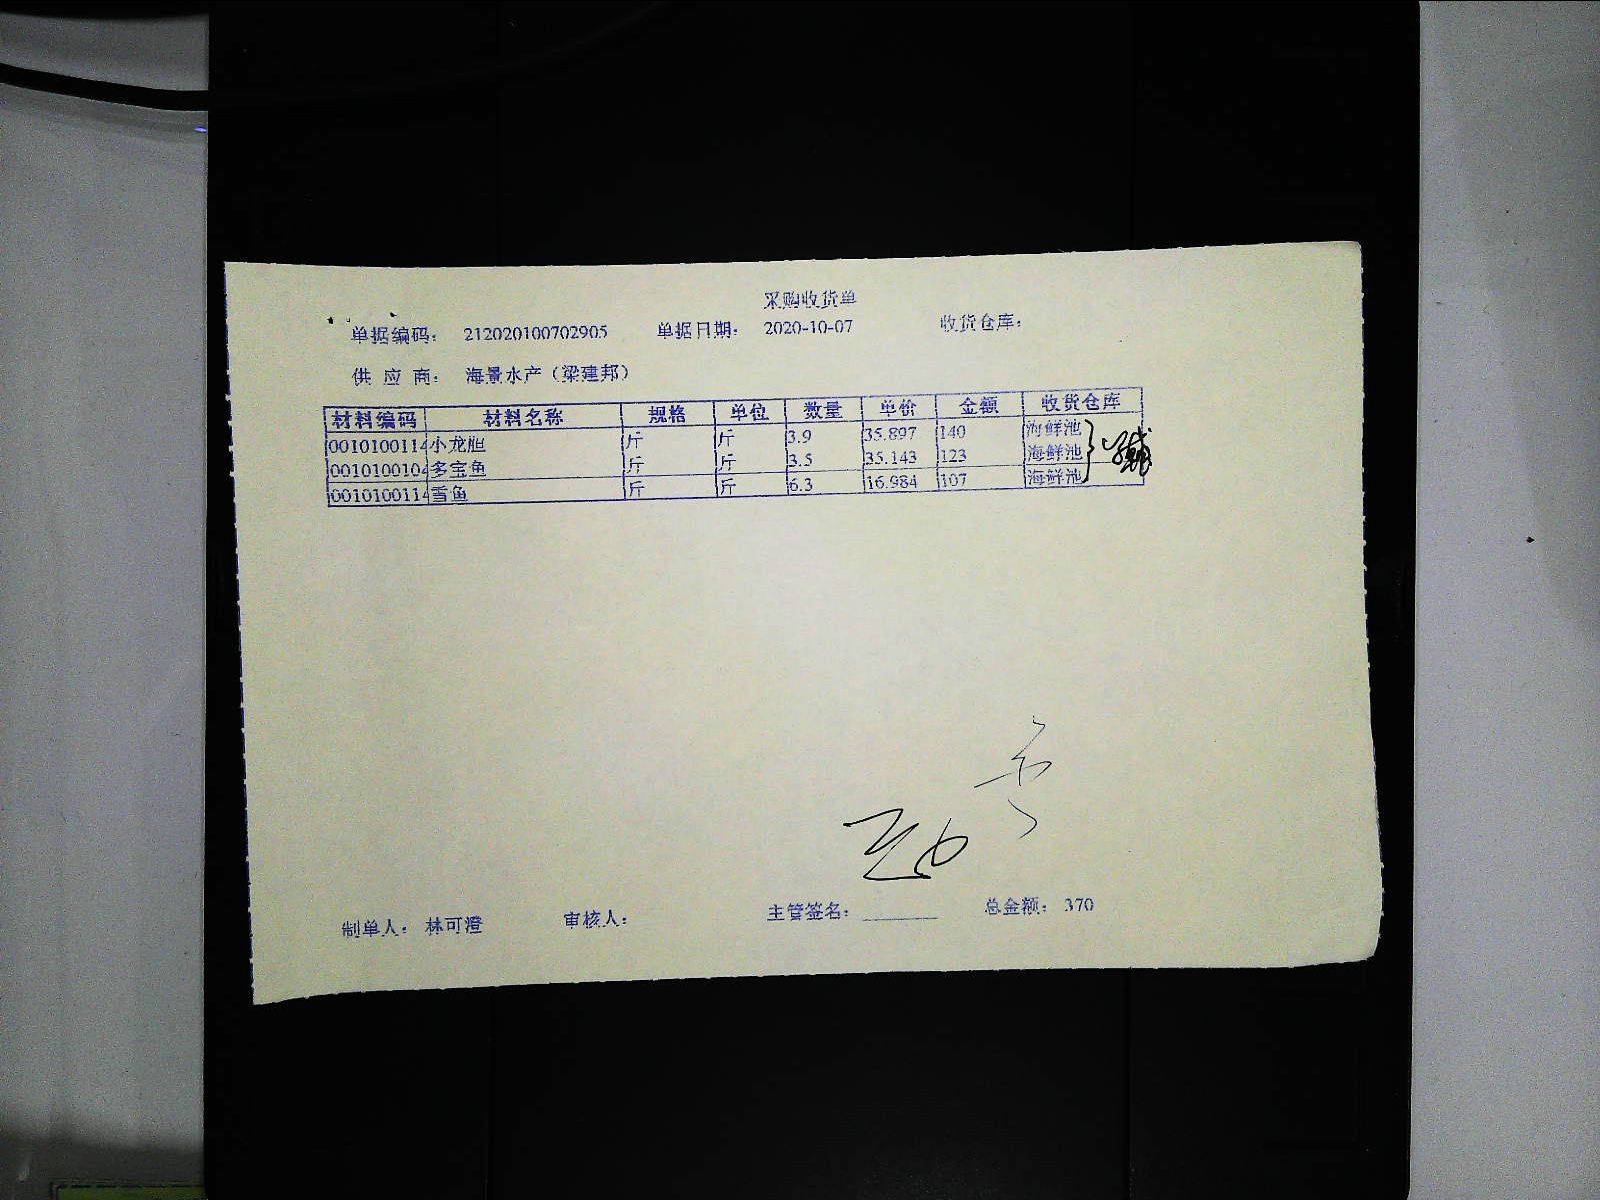 采购收货单
单据编码： 212020100702905 单据日期： 2020-10-07 收货仓库：
供 应 商： 海景水产（梁建邦）
材料编码 材料名称 规格 单位 数量 单价 金额 收货仓库
0010100114 小龙胆 斤 斤 3.9 35.897 140 海鲜池
0010100104 多宝鱼 斤 斤 3.5 35.143 123 海鲜池
0010100114 雪鱼 斤 斤 6.3 16.984 107 海鲜池
制单人： 林可澄 审核人： 主管签名： 总金额： 370